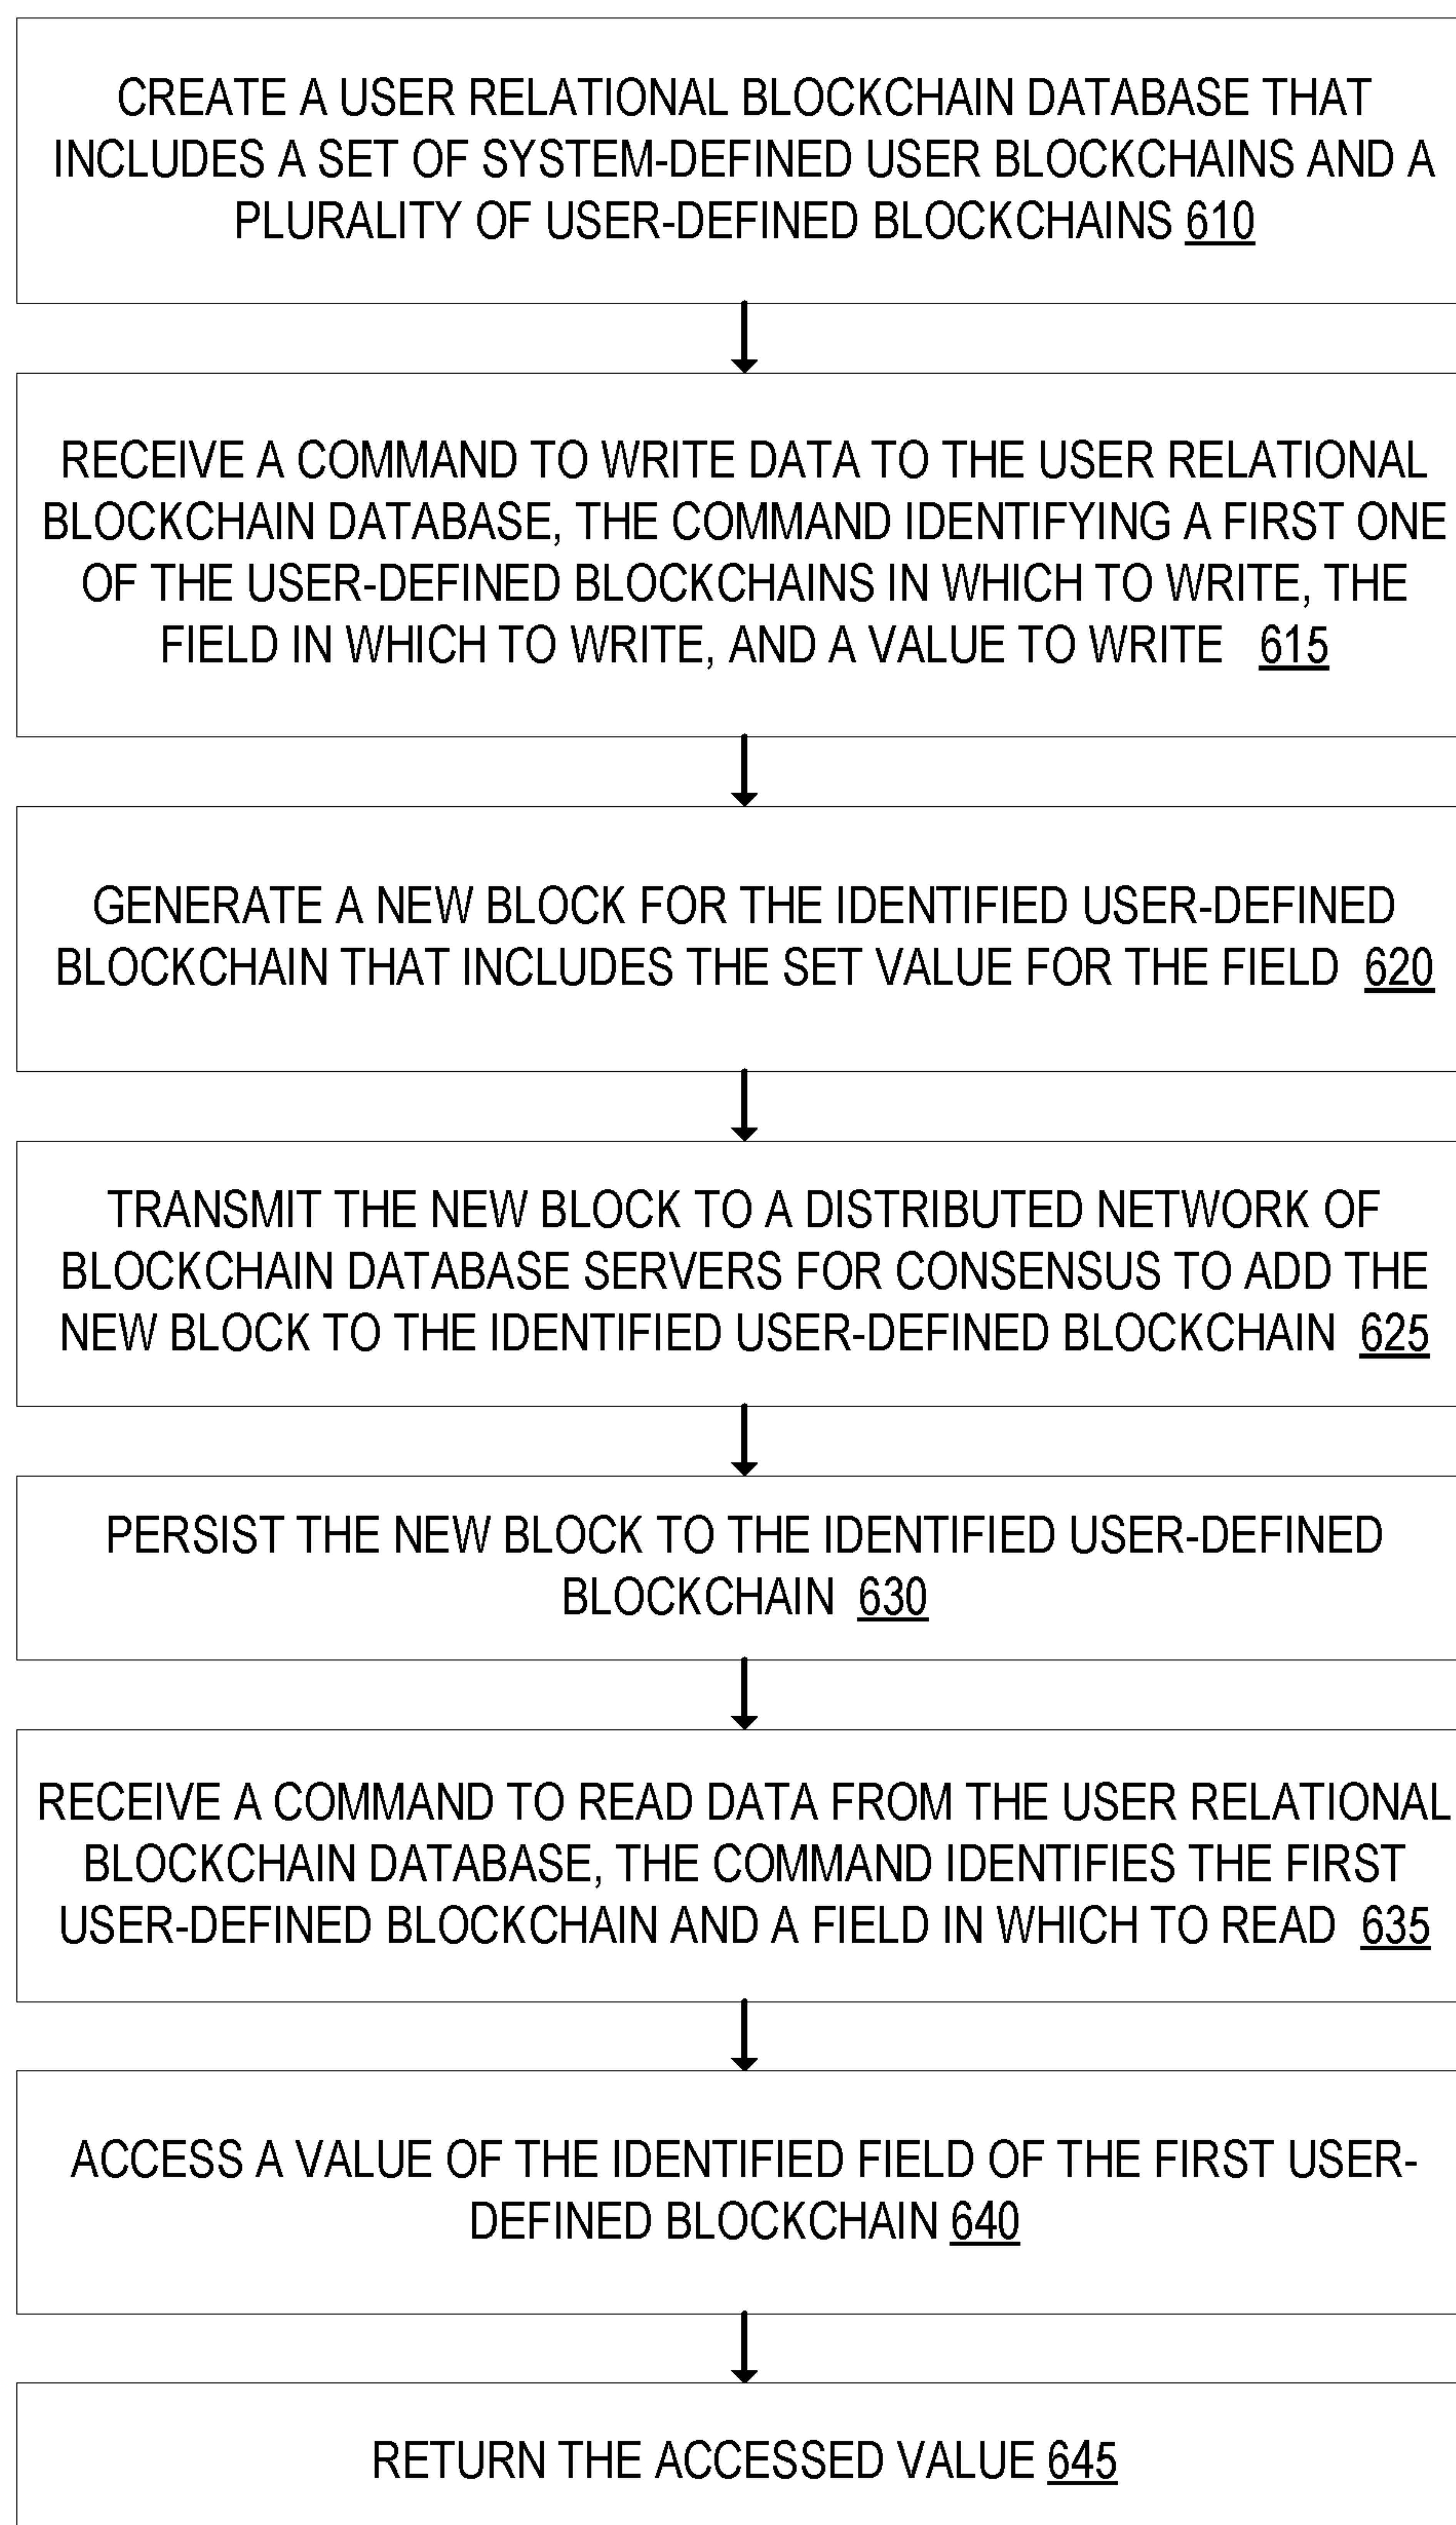 CREATE A USER RELATIONAL BLOCKCHAIN DATABASE THAT
INCLUDES A SET OF SYSTEM-DEFINED USER BLOCKCHAINS AND A
PLURALITY OF USER-DEFINED BLOCKCHAINS 610
RECEIVE A COMMAND TO WRITE DATA TO THE USER RELATIONAL
BLOCKCHAIN DATABASE, THE COMMAND IDENTIFYING A FIRST ONE
OF THE USER-DEFINED BLOCKCHAINS IN WHICH TO WRITE, THE
FIELD IN WHICH TO WRITE, AND A VALUE TO WRITE 615
GENERATE A NEW BLOCK FOR THE IDENTIFIED USER-DEFINED
BLOCKCHAIN THAT INCLUDES THE SET VALUE FOR THE FIELD 620
TRANSMIT THE NEW BLOCK TO A DISTRIBUTED NETWORK OF
BLOCKCHAIN DATABASE SERVERS FOR CONSENSUS TO ADD THE
NEW BLOCK TO THE IDENTIFIED USER-DEFINED BLOCKCHAIN 625
PERSIST THE NEW BLOCK TO THE IDENTIFIED USER-DEFINED
BLOCKCHAIN 630
RECEIVE A COMMAND TO READ DATA FROM THE USER RELATIONAL
BLOCKCHAIN DATABASE, THE COMMAND IDENTIFIES THE FIRST
USER-DEFINED BLOCKCHAIN AND A FIELD IN WHICH TO READ 635
ACCESS A VALUE OF THE IDENTIFIED FIELD OF THE FIRST USER-
DEFINED BLOCKCHAIN 640
RETURN THE ACCESSED VALUE 645